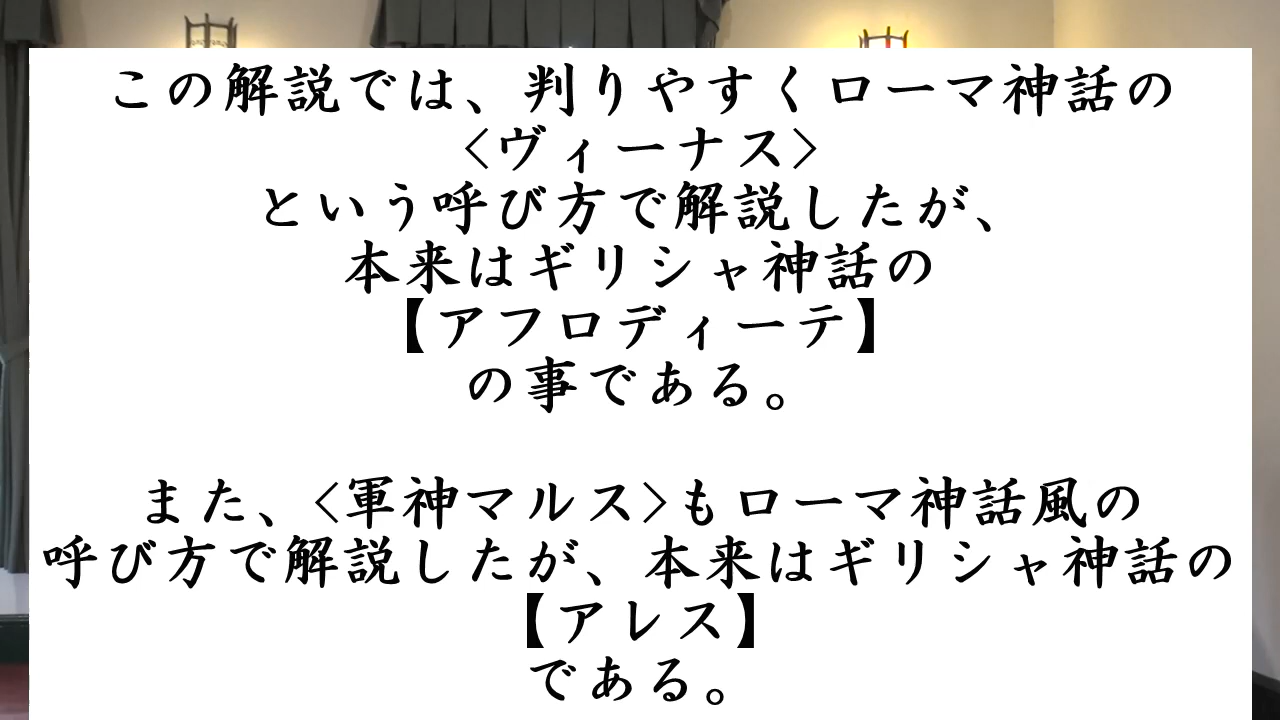 この解説では、判りやすくローマ神話の
<ヴィーナス>
という呼び方で解説したが、
本来はギリシャ神話の
【アフロディーテ】
の事である。
また、<軍神マルス>もローマ神話風の
呼び方で解説したが、本来はギリシャ神話の
【アレス】
である。